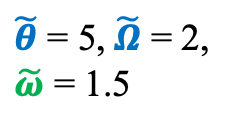 θ̃ = 5, Ω̃ = 2,
ω̃ = 1.5